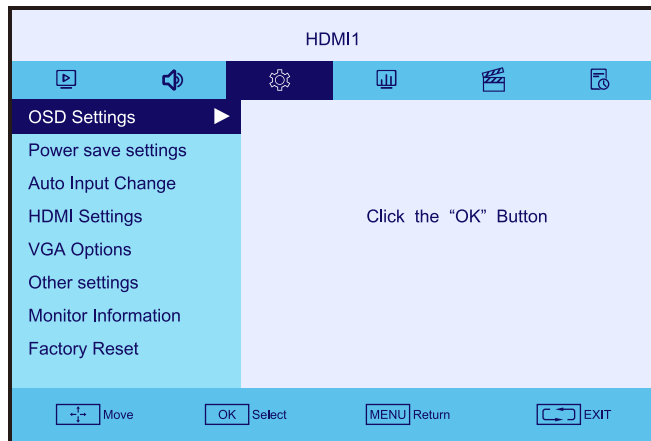 HDMI1
OSD Settings
Power save settings
Auto Input Change
HDMI Settings
VGA Options
Other settings
Monitor Information
Factory Reset
Click the “OK” Button
Move OK Select MENU Return EXIT